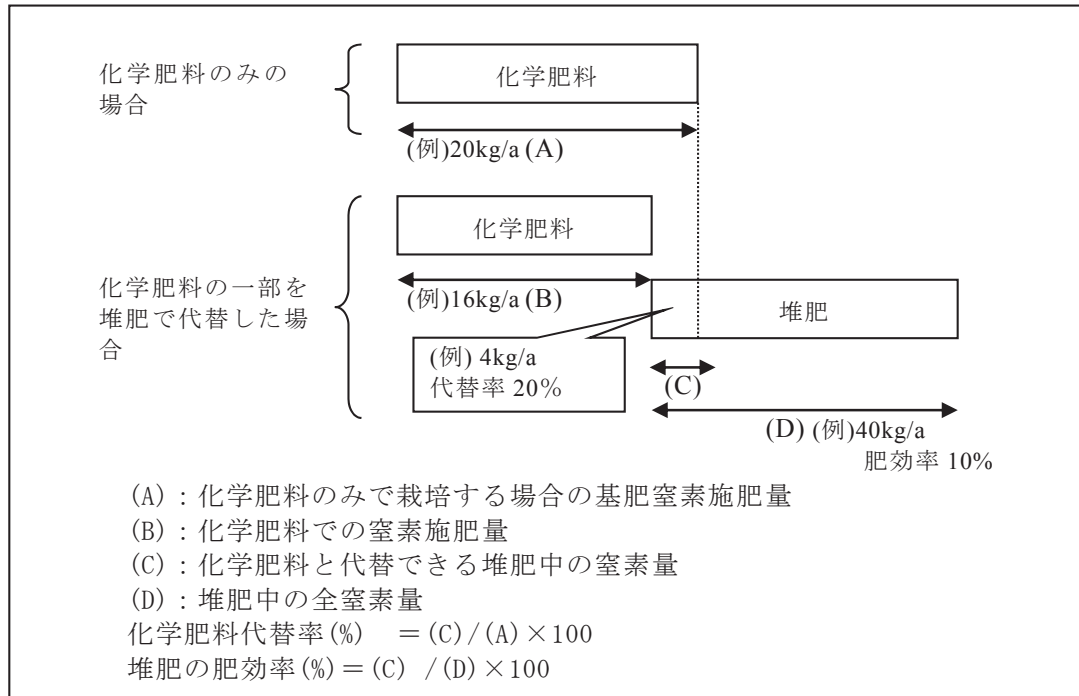 化学肥料のみの
場合
化学肥料
(例)20kg/a (A)
化学肥料の一部を
堆肥で代替した場
合
化学肥料
(例)16kg/a (B)
堆肥
(例) 4kg/a
代替率 20%
(C)
(D) (例)40kg/a
肥効率 10%
(A)：化学肥料のみで栽培する場合の基肥窒素施肥量
(B)：化学肥料での窒素施肥量
(C)：化学肥料と代替できる堆肥中の窒素量
(D)：堆肥中の全窒素量
化学肥料代替率(%)　＝(C)/(A)×100
堆肥の肥効率(%)＝(C) /(D)×100